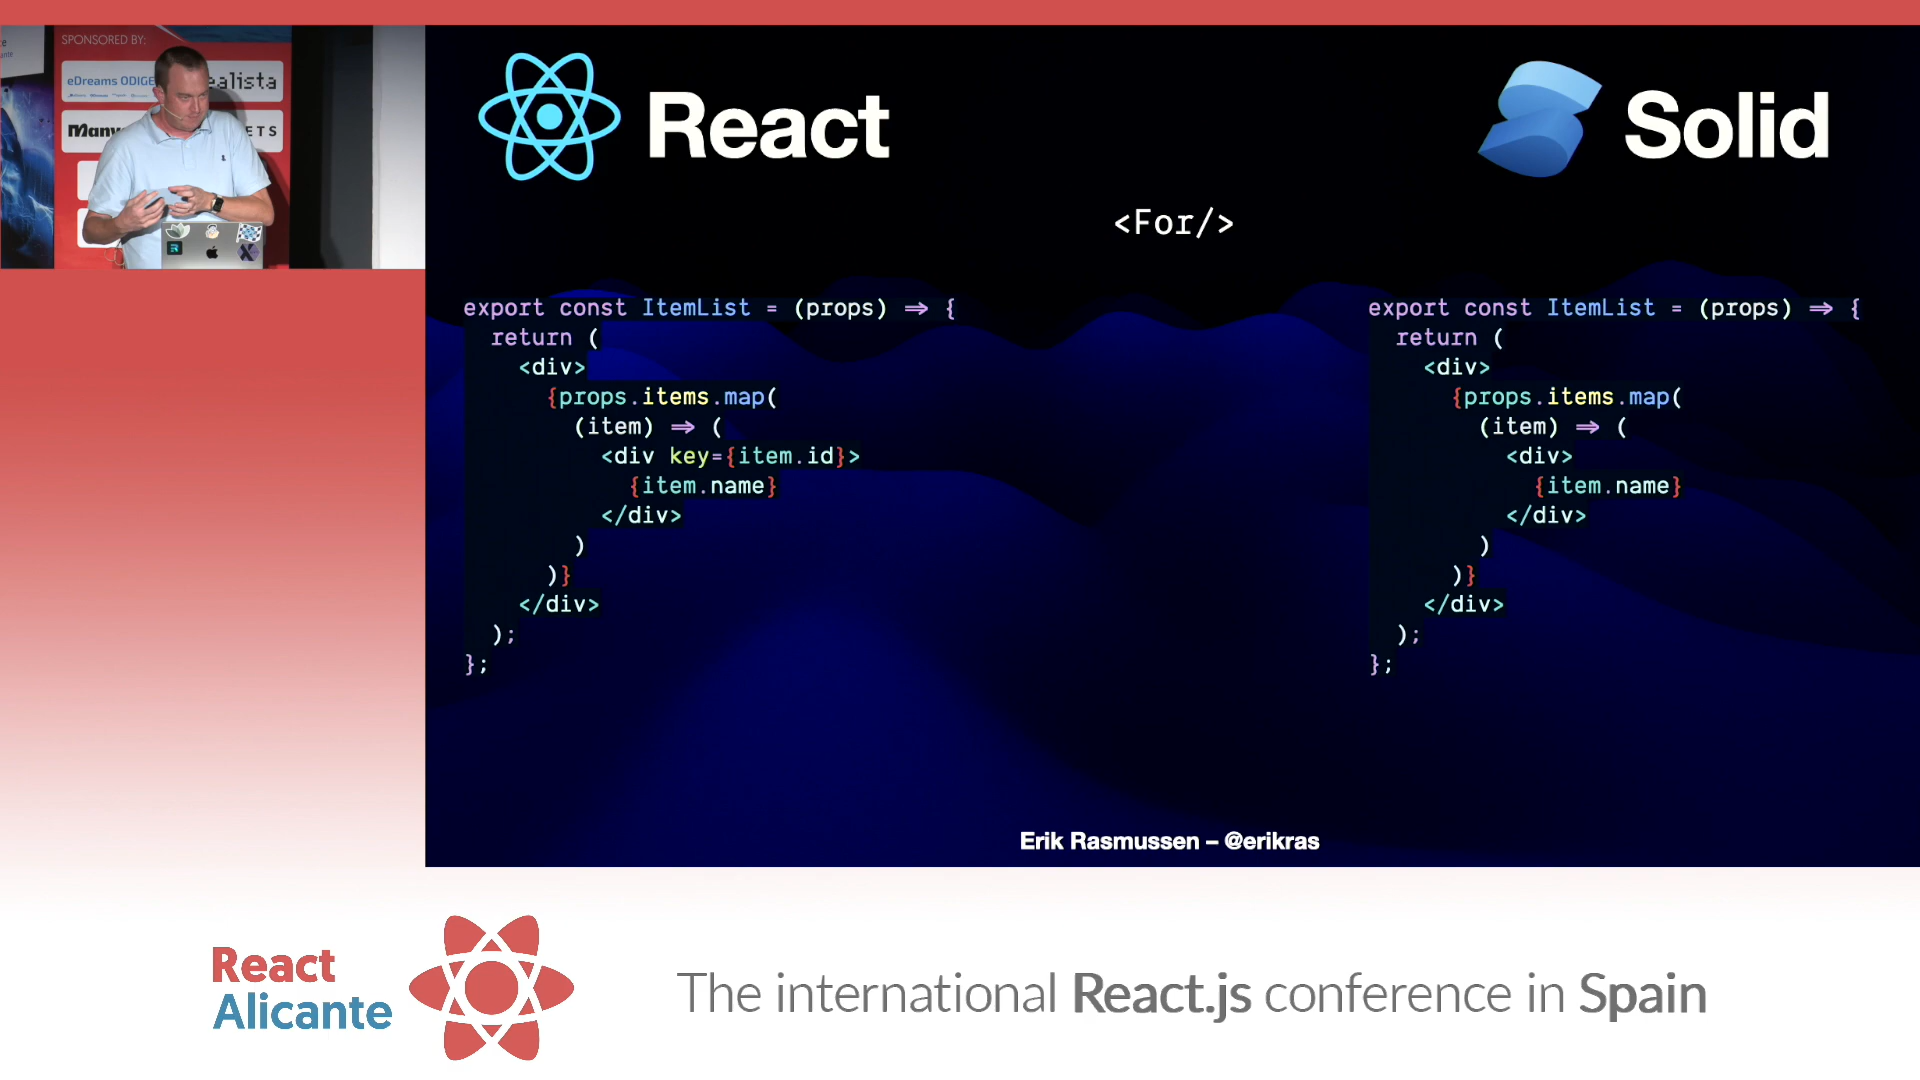 SPONSORED BY:
eDreams ODIGE
ealista
Manw
ETS
React
Solid
<For/>
export const ItemList = (props) => {
  return (
    <div>
      {props.items.map(
        (item) => (
          <div key={item.id}>
            {item.name}
          </div>
        )
      )}
    </div>
  );
};
export const ItemList = (props) => {
  return (
    <div>
      {props.items.map(
        (item) => (
          <div>
            {item.name}
          </div>
        )
      )}
    </div>
  );
};
Erik Rasmussen – @erikras
React
Alicante
The international React.js conference in Spain